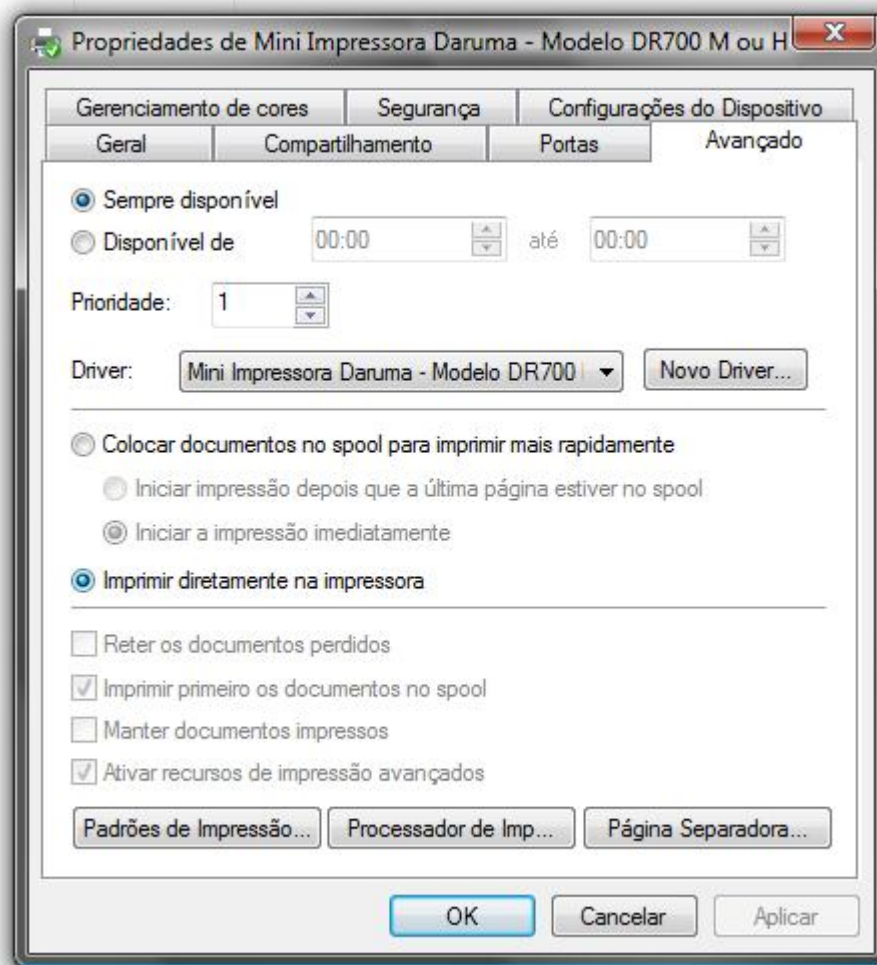 Propriedades de Mini Impressora Daruma - Modelo DR700 M ou H
Gerenciamento de cores Segurança Configurações do Dispositivo
Geral Compartilhamento Portas Avançado
Sempre disponível
Disponível de 00:00 até 00:00
Prioridade: 1
Driver: Mini Impressora Daruma - Modelo DR700 Novo Driver...
Colocar documentos no spool para imprimir mais rapidamente
Iniciar impressão depois que a última página estiver no spool
Iniciar a impressão imediatamente
Imprimir diretamente na impressora
Reter os documentos perdidos
Imprimir primeiro os documentos no spool
Manter documentos impressos
Ativar recursos de impressão avançados
Padrões de Impressão... Processador de Imp... Página Separadora...
OK Cancelar Aplicar